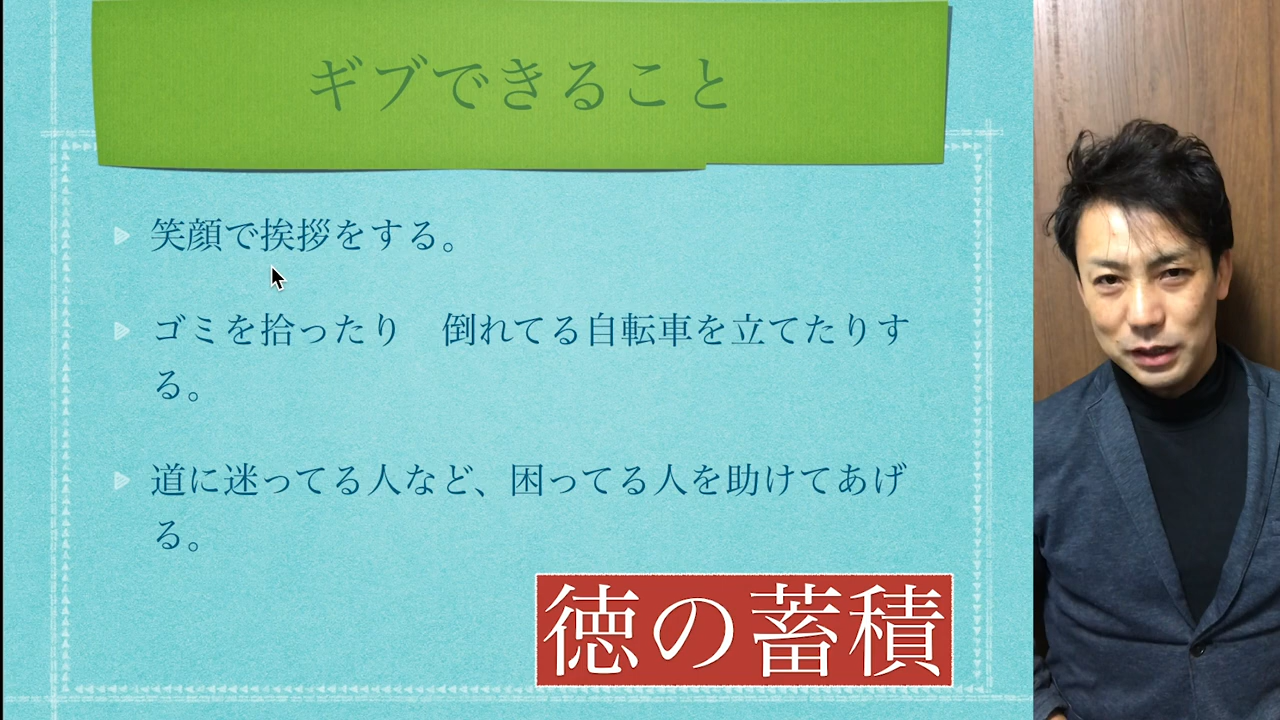 ギブできること
笑顔で挨拶をする。
ゴミを拾ったり　倒れてる自転車を立てたりす
る。
道に迷ってる人など、困ってる人を助けてあげ
る。
徳の蓄積